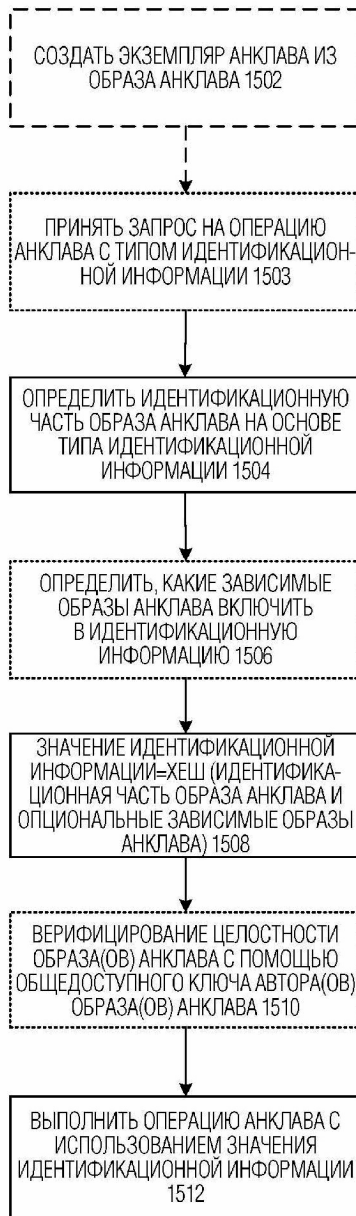 СОЗДАТЬ ЭКЗЕМПЛЯР АНКЛАВА ИЗ
ОБРАЗА АНКЛАВА 1502
ПРИНЯТЬ ЗАПРОС НА ОПЕРАЦИЮ
АНКЛАВА С ТИПОМ ИДЕНТИФИКАЦИОН-
НОЙ ИНФОРМАЦИИ 1503
ОПРЕДЕЛИТЬ ИДЕНТИФИКАЦИОННУЮ
ЧАСТЬ ОБРАЗА АНКЛАВА НА ОСНОВЕ
ТИПА ИДЕНТИФИКАЦИОННОЙ
ИНФОРМАЦИИ 1504
ОПРЕДЕЛИТЬ, КАКИЕ ЗАВИСИМЫЕ
ОБРАЗЫ АНКЛАВА ВКЛЮЧИТЬ
В ИДЕНТИФИКАЦИОННУЮ
ИНФОРМАЦИЮ 1506
ЗНАЧЕНИЕ ИДЕНТИФИКАЦИОННОЙ
ИНФОРМАЦИИ=ХЕШ (ИДЕНТИФИКА-
ЦИОННАЯ ЧАСТЬ ОБРАЗА АНКЛАВА И
ОПЦИОНАЛЬНЫЕ ЗАВИСИМЫЕ ОБРАЗЫ
АНКЛАВА) 1508
ВЕРИФИЦИРОВАНИЕ ЦЕЛОСТНОСТИ
ОБРАЗА(ОВ) АНКЛАВА С ПОМОЩЬЮ
ОБЩЕДОСТУПНОГО КЛЮЧА АВТОРА(ОВ)
ОБРАЗА(ОВ) АНКЛАВА 1510
ВЫПОЛНИТЬ ОПЕРАЦИЮ АНКЛАВА С
ИСПОЛЬЗОВАНИЕМ ЗНАЧЕНИЯ
ИДЕНТИФИКАЦИОННОЙ ИНФОРМАЦИИ
1512